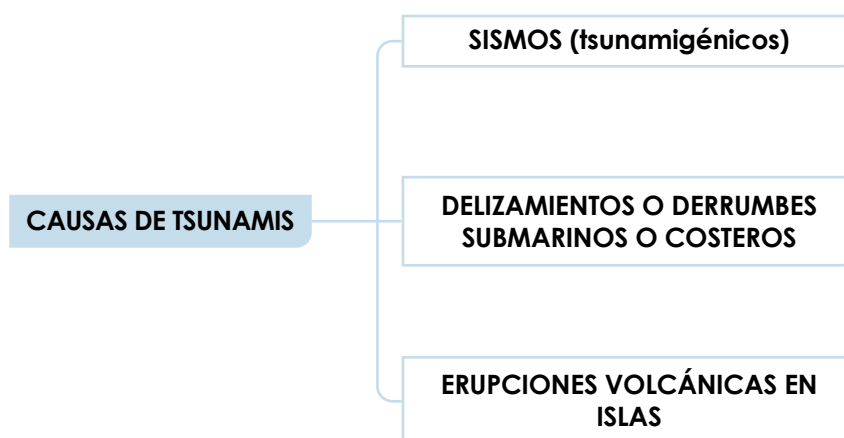 SISMOS (tsunamigénicos)
CAUSAS DE TSUNAMIS
DELIZAMIENTOS O DERRUMBES
SUBMARINOS O COSTEROS
ERUPCIONES VOLCÁNICAS EN
ISLAS